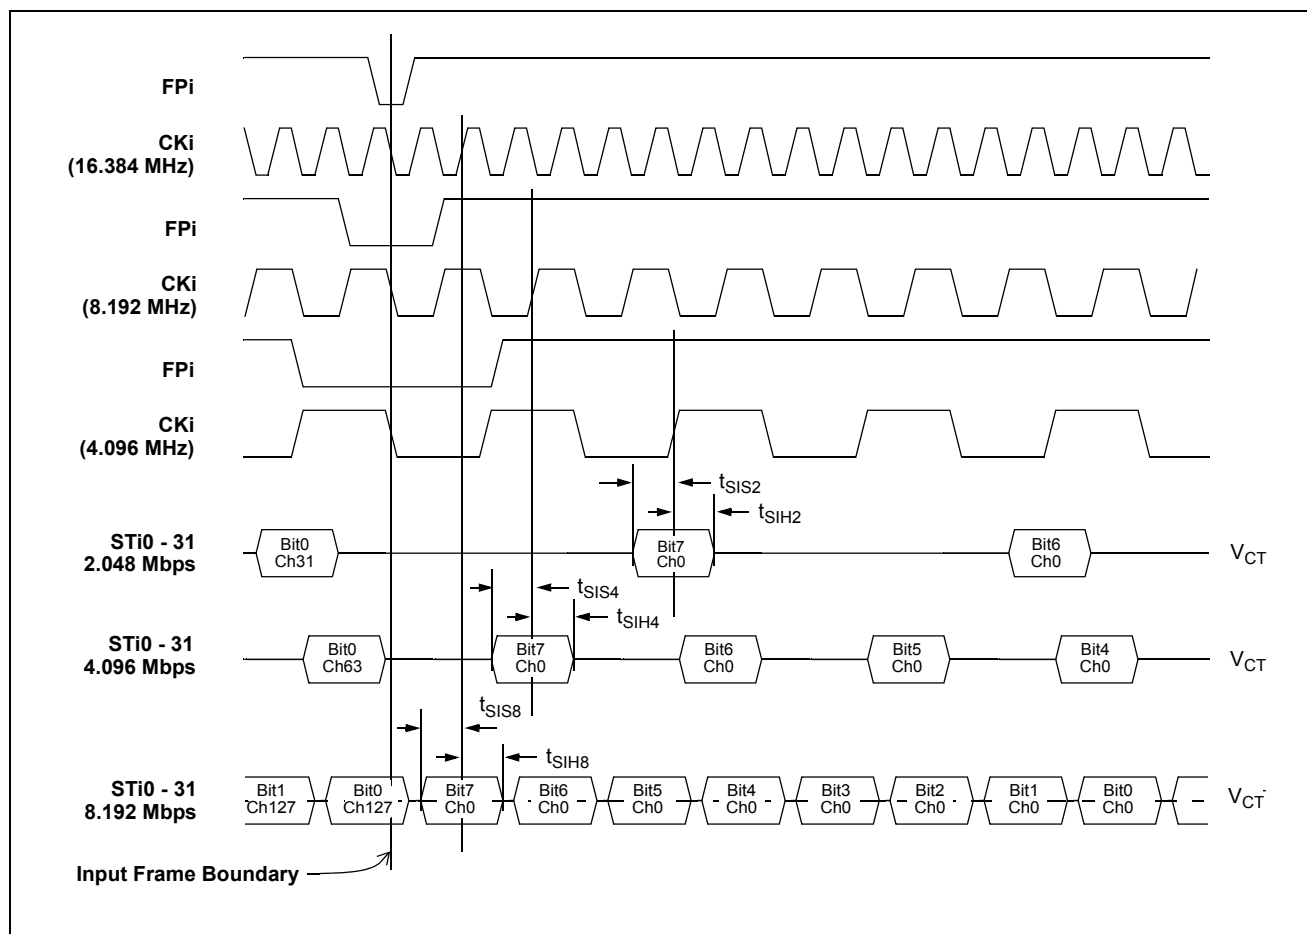 FPi
CKi
(16.384 MHz)
FPi
CKi
(8.192 MHz)
FPi
CKi
(4.096 MHz)
tSIS2
tSIH2
STi0 - 31
2.048 Mbps
Bit0
Ch31
Bit7
Ch0
Bit6
Ch0
VCT
tSIS4
tSIH4
STi0 - 31
4.096 Mbps
Bit0
Ch63
Bit7
Ch0
Bit6
Ch0
Bit5
Ch0
Bit4
Ch0
VCT
tSIS8
tSIH8
STi0 - 31
8.192 Mbps
Bit1
Ch127
Bit0
Ch127
Bit7
Ch0
Bit6
Ch0
Bit5
Ch0
Bit4
Ch0
Bit3
Ch0
Bit2
Ch0
Bit1
Ch0
Bit0
Ch0
VCT
Input Frame Boundary